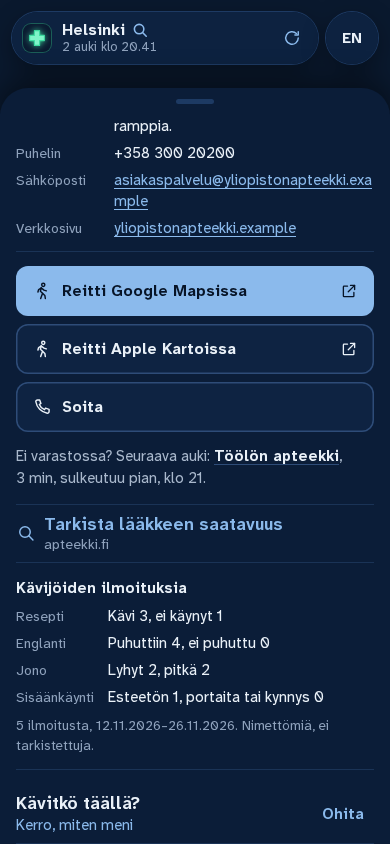 Helsinki
2 auki klo 20.41
EN
ramppia.
Puhelin +358 300 20200
Sähköposti asiakaspalvelu@yliopistonapteekki.exa
mple
Verkkosivu yliopistonapteekki.example
Reitti Google Mapsissa
Reitti Apple Kartoissa
Soita
Ei varastossa? Seuraava auki: Töölön apteekki,
3 min, sulkeutuu pian, klo 21.
Tarkista lääkkeen saatavuus
apteekki.fi
Kävijöiden ilmoituksia
Resepti Kävi 3, ei käynyt 1
Englanti Puhuttiin 4, ei puhuttu 0
Jono Lyhyt 2, pitkä 2
Sisäänkäynti Esteetön 1, portaita tai kynnys 0
5 ilmoitusta, 12.11.2026–26.11.2026. Nimettömiä, ei
tarkistettuja.
Kävitkö täällä?
Kerro, miten meni
Ohita